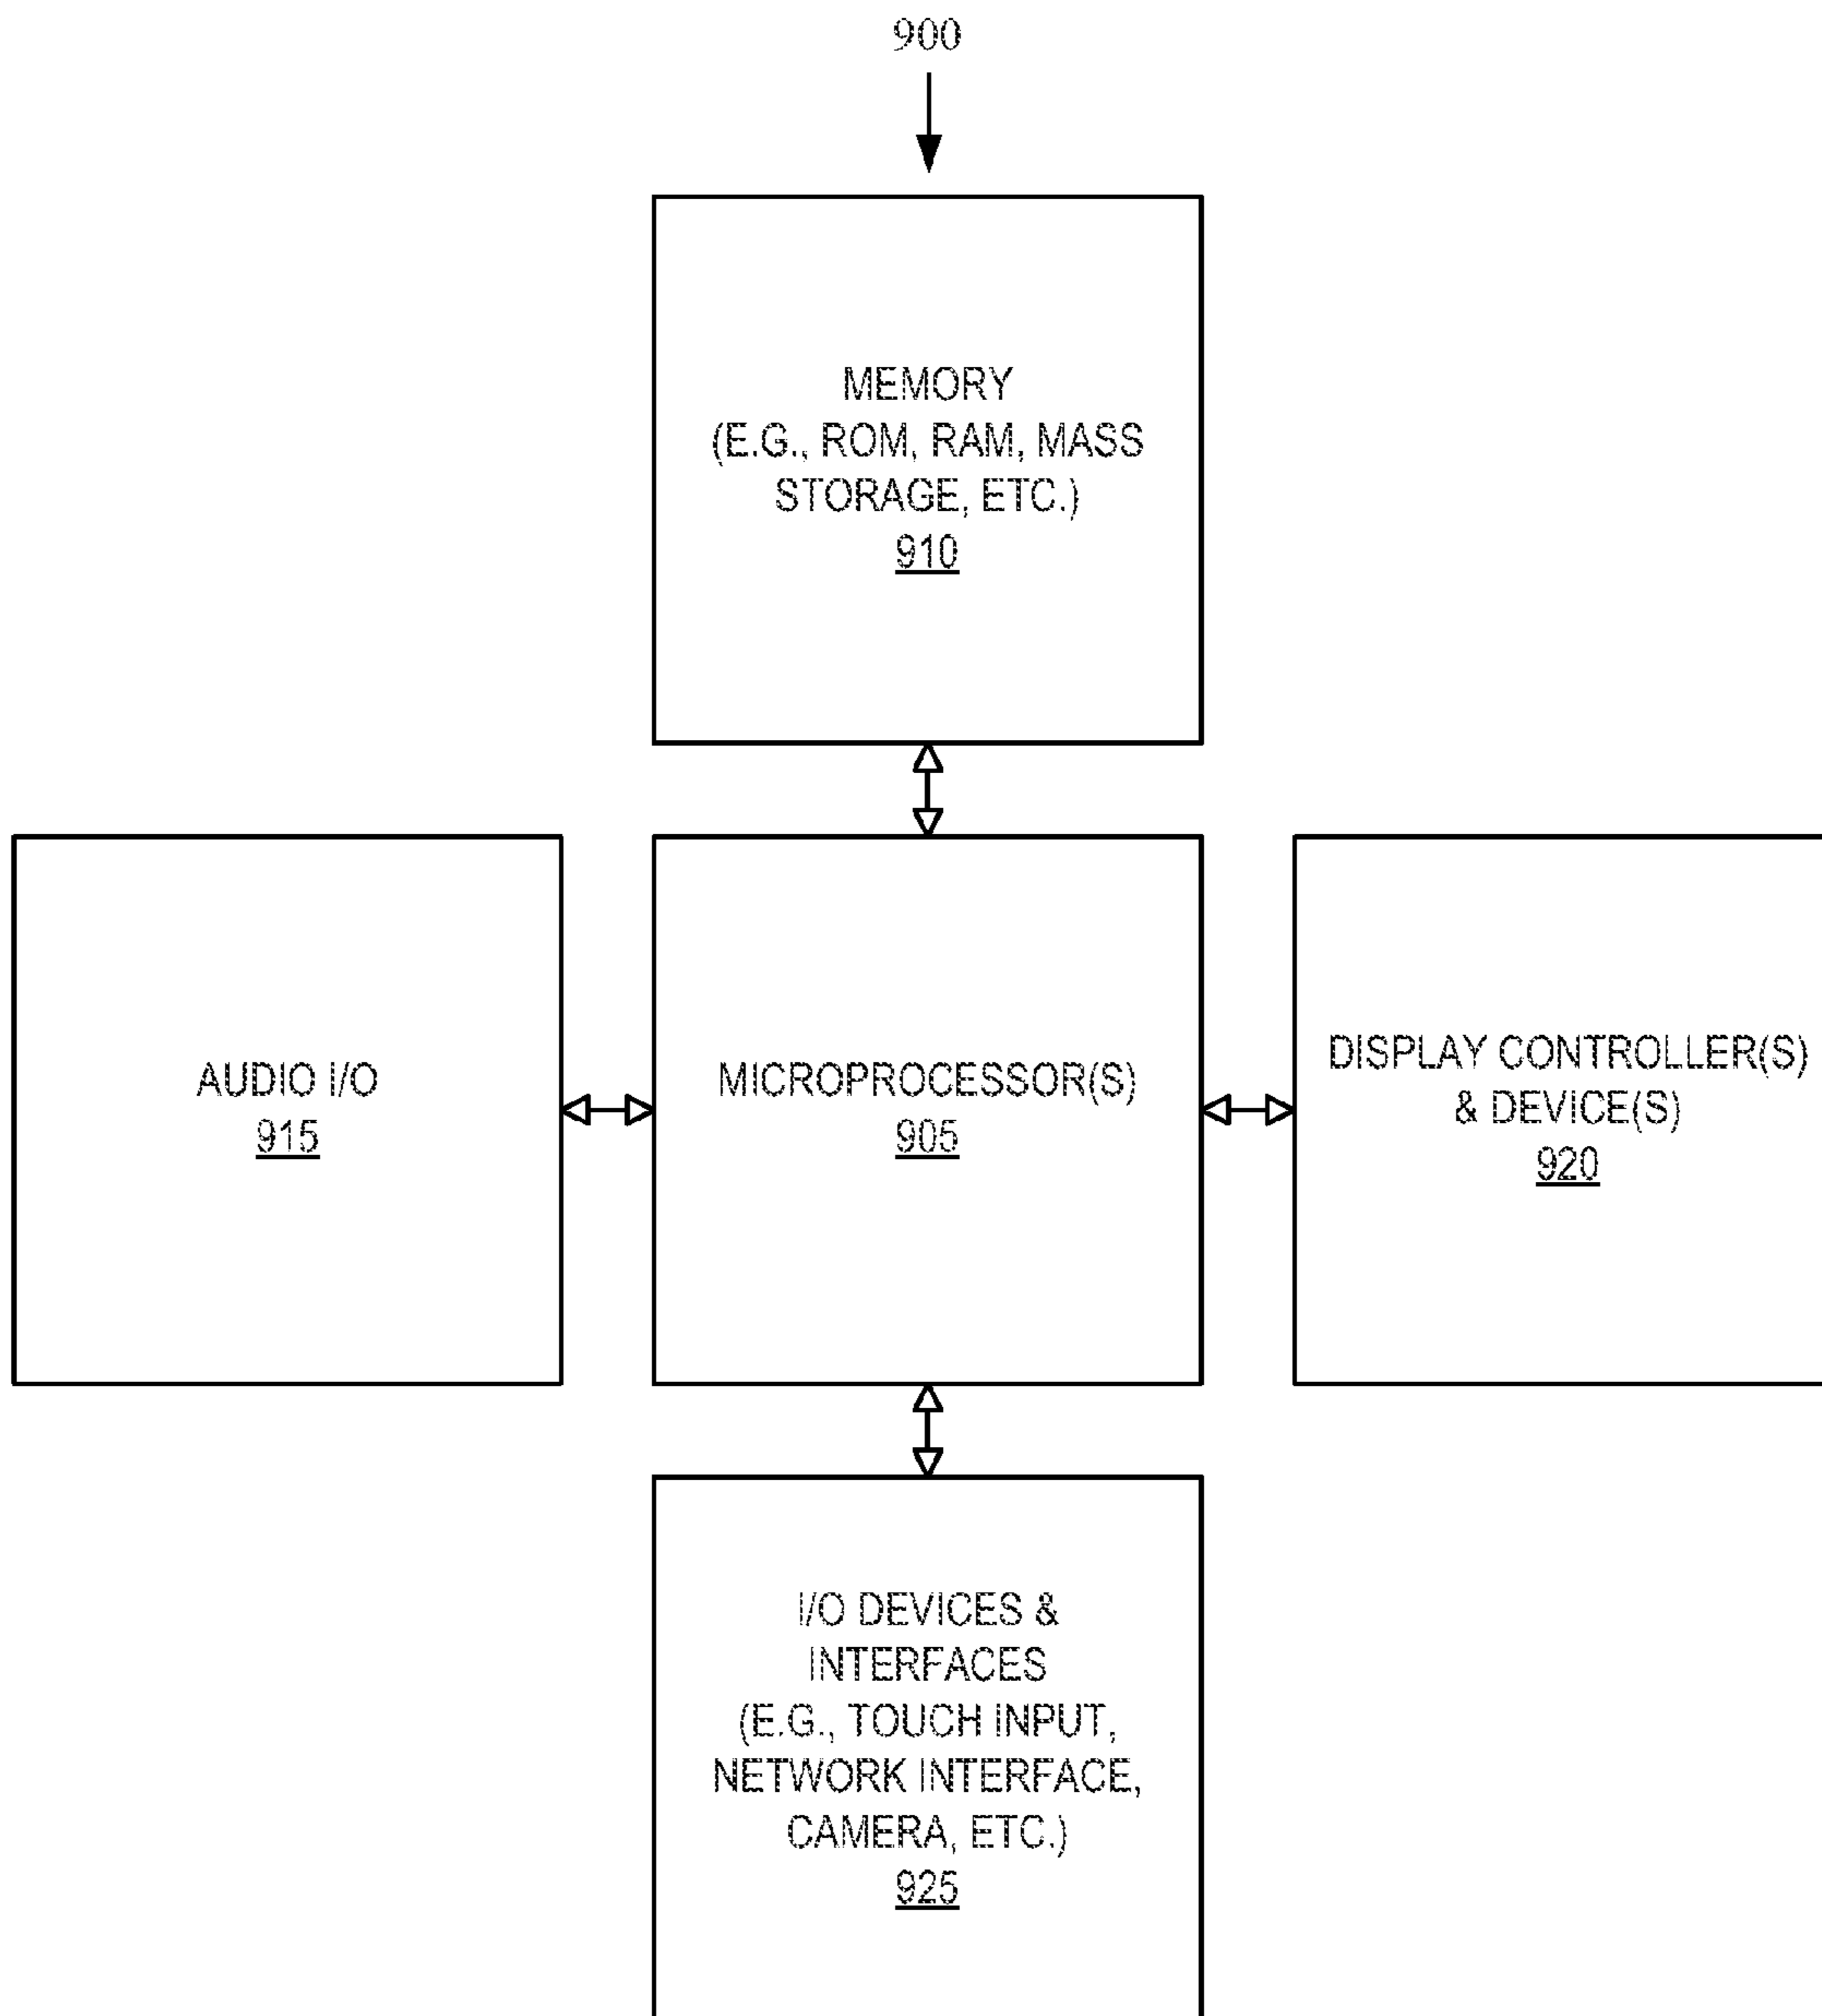 900
MEMORY
(E.G., ROM, RAM, MASS
STORAGE, ETC.)
910
AUDIO I/O
915
MICROPROCESSOR(S)
905
DISPLAY CONTROLLER(S)
& DEVICE(S)
920
I/O DEVICES &
INTERFACES
(E.G., TOUCH INPUT,
NETWORK INTERFACE,
CAMERA, ETC.)
925